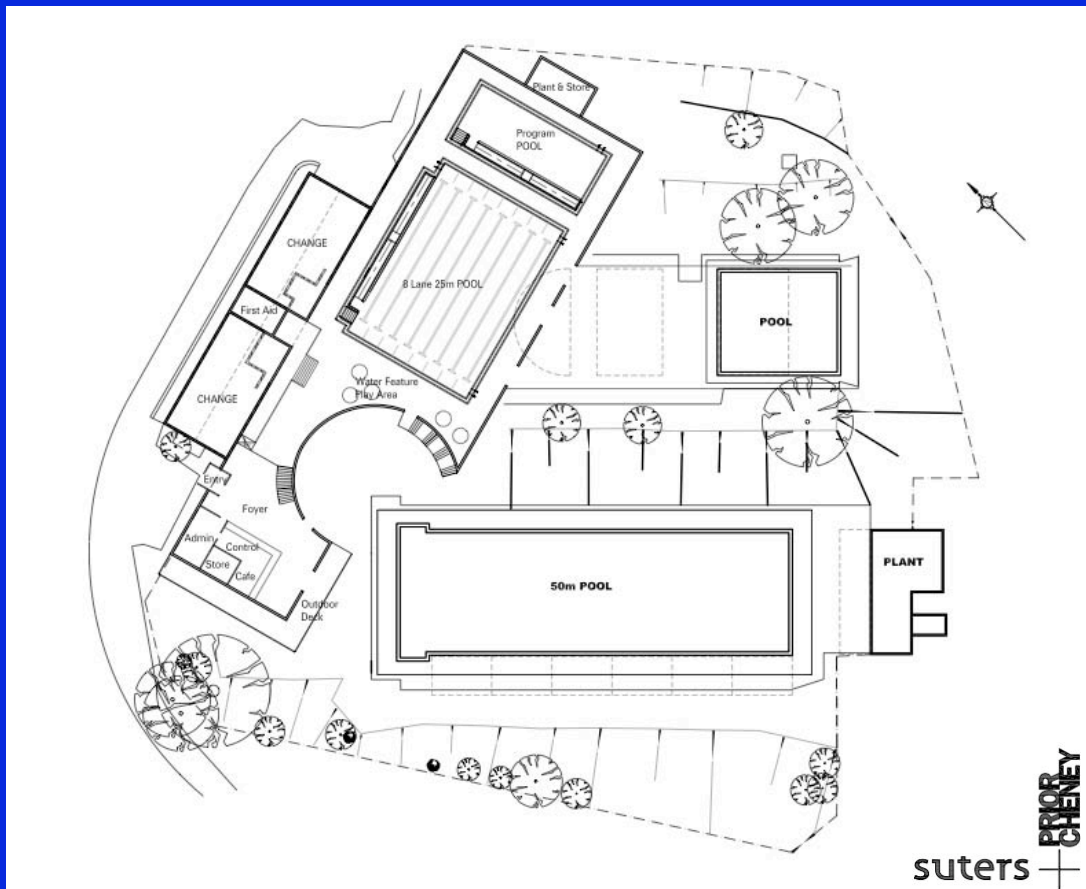 Plant & Store
Program
POOL
CHANGE
8 Lane 25m POOL
First Aid
POOL
Water Feature
Play Area
CHANGE
Entry
Foyer
Admin
Control
Store
Cafe
Outdoor
Deck
50m POOL
PLANT
PRIOR
CHENEY
suters